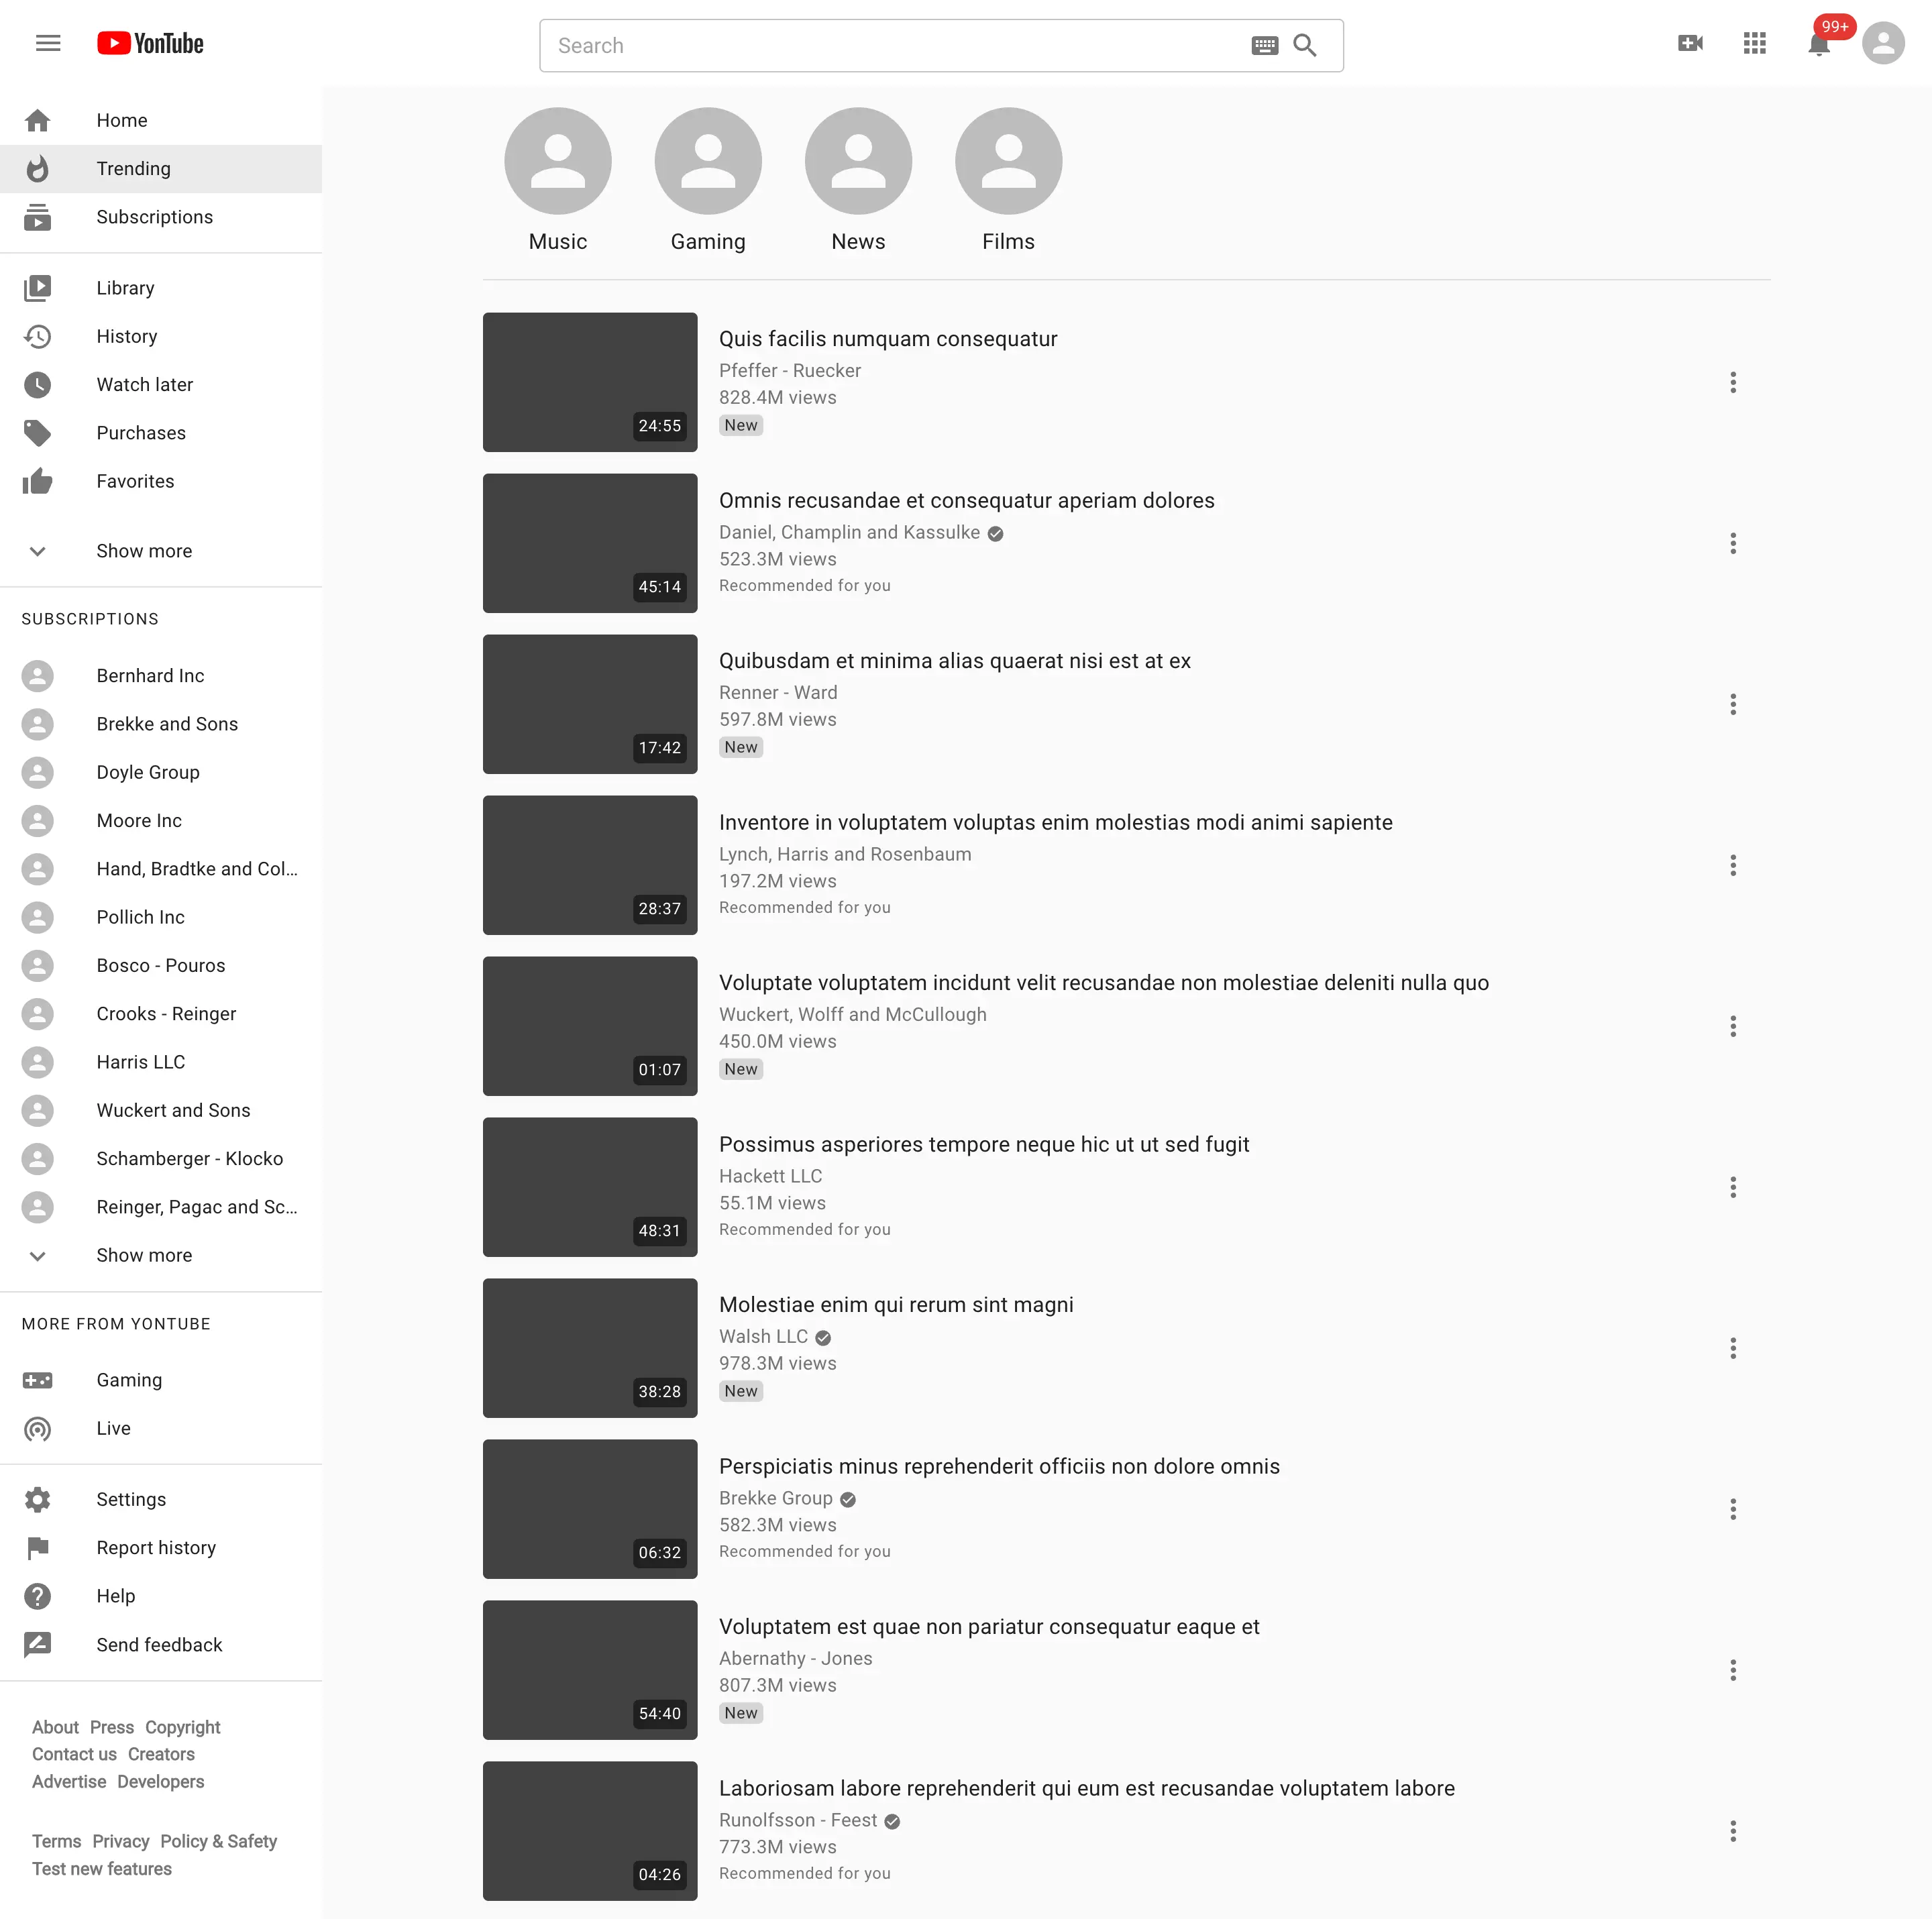 YonTube
Search
99+
Home
Trending
Subscriptions
Library
History
Watch later
Purchases
Favorites
Show more
SUBSCRIPTIONS
Bernhard Inc
Brekke and Sons
Doyle Group
Moore Inc
Hand, Bradtke and Col...
Pollich Inc
Bosco - Pouros
Crooks - Reinger
Harris LLC
Wuckert and Sons
Schamberger - Klocko
Reinger, Pagac and Sc...
Show more
MORE FROM YONTUBE
Gaming
Live
Settings
Report history
Help
Send feedback
About Press Copyright
Contact us Creators
Advertise Developers
Terms Privacy Policy & Safety
Test new features
Music Gaming News Films
24:55
Quis facilis numquam consequatur
Pfeffer - Ruecker
828.4M views
New
45:14
Omnis recusandae et consequatur aperiam dolores
Daniel, Champlin and Kassulke
523.3M views
Recommended for you
17:42
Quibusdam et minima alias quaerat nisi est at ex
Renner - Ward
597.8M views
New
28:37
Inventore in voluptatem voluptas enim molestias modi animi sapiente
Lynch, Harris and Rosenbaum
197.2M views
Recommended for you
01:07
Voluptate voluptatem incidunt velit recusandae non molestiae deleniti nulla quo
Wuckert, Wolff and McCullough
450.0M views
New
48:31
Possimus asperiores tempore neque hic ut ut sed fugit
Hackett LLC
55.1M views
Recommended for you
38:28
Molestiae enim qui rerum sint magni
Walsh LLC
978.3M views
New
06:32
Perspiciatis minus reprehenderit officiis non dolore omnis
Brekke Group
582.3M views
Recommended for you
54:40
Voluptatem est quae non pariatur consequatur eaque et
Abernathy - Jones
807.3M views
New
04:26
Laboriosam labore reprehenderit qui eum est recusandae voluptatem labore
Runolfsson - Feest
773.3M views
Recommended for you